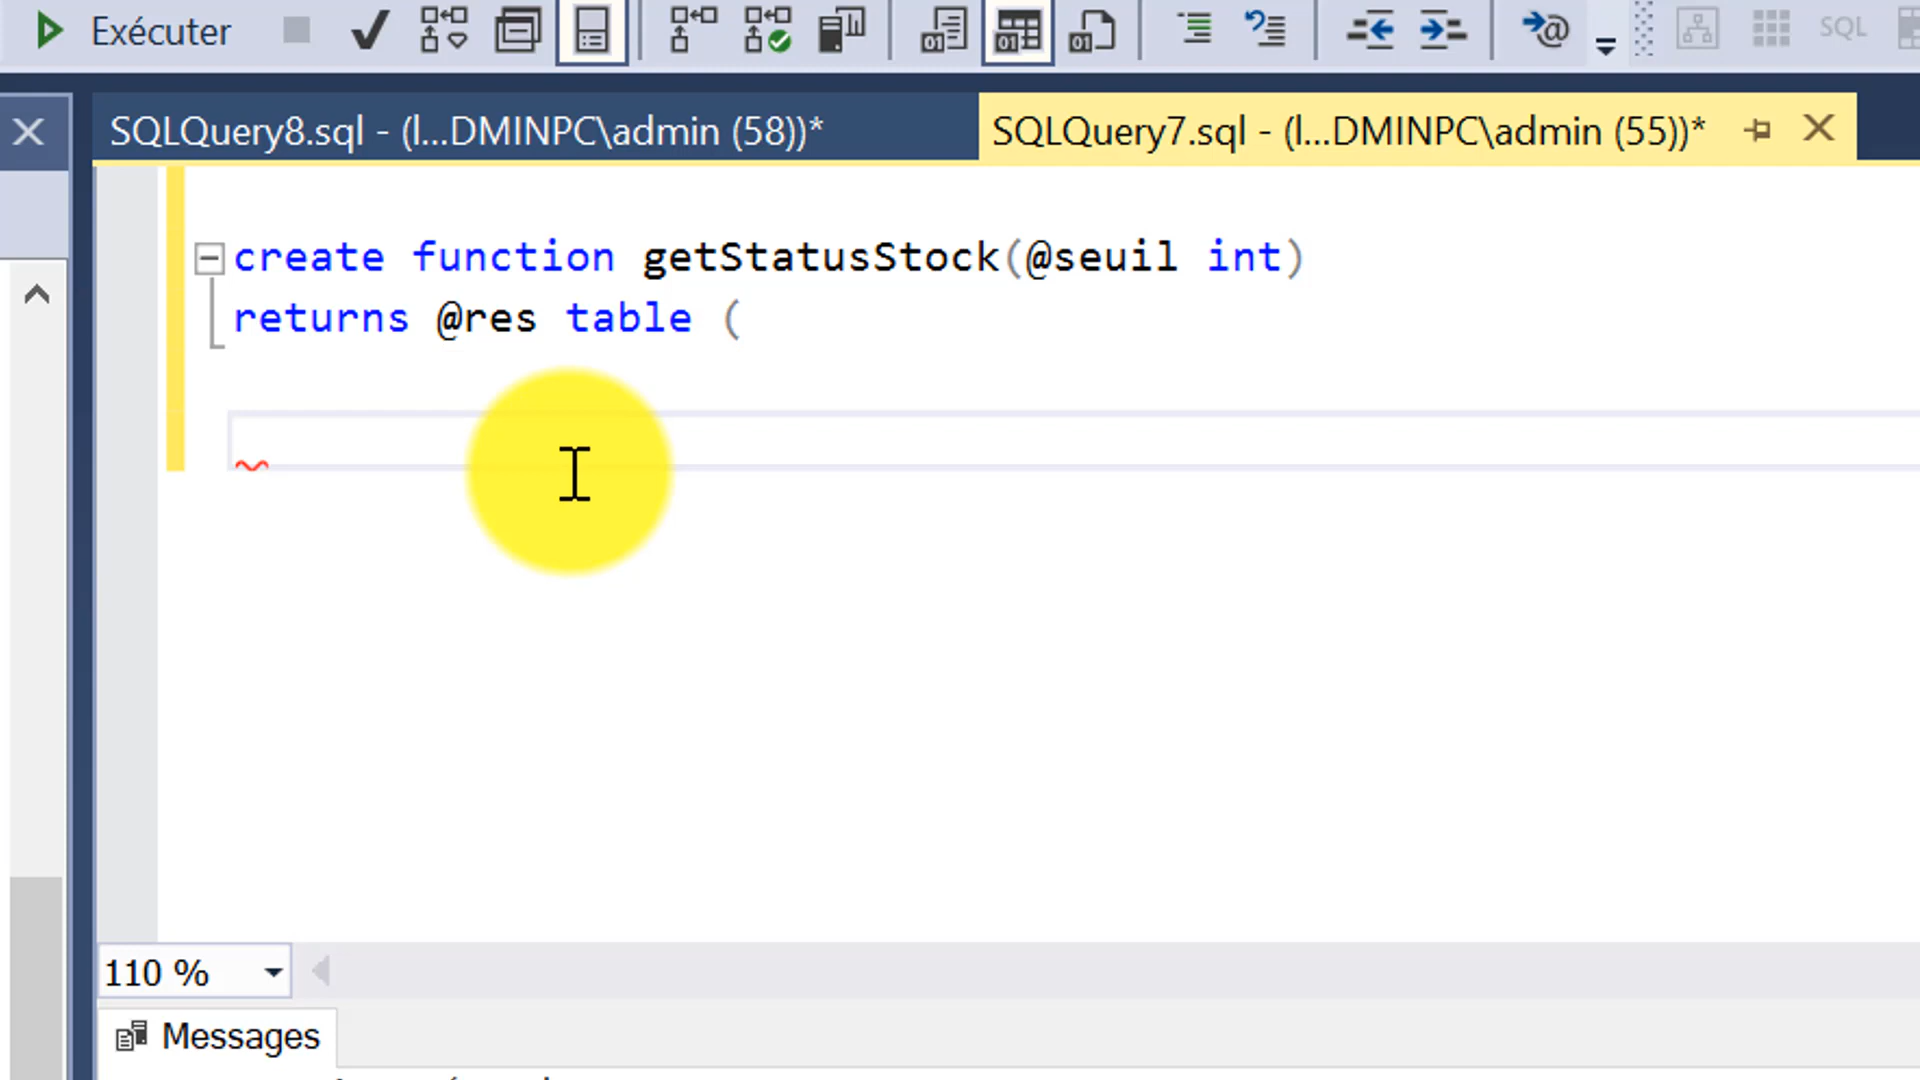 Exécuter
SQL
SQLQuery8.sql - (l...DMINPC\admin (58))*
SQLQuery7.sql - (l...DMINPC\admin (55))*
create function getStatusStock(@seuil int)
returns @res table (
110 %
Messages